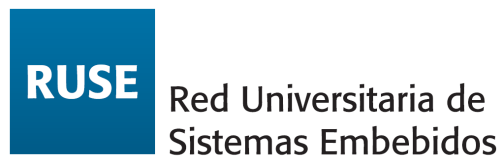 RUSE
Red Universitaria de
Sistemas Embebidos